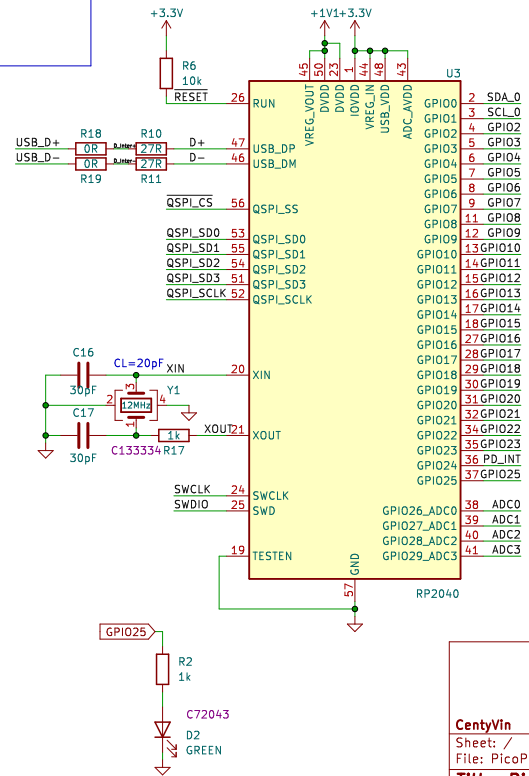 +3.3V
+1V1+3.3V
R6
10k
RESET
45
50
23
1
44
48
43
U3
VREG_VOUT
DVDD
DVDD
IOVDD
VREG_IN
USB_VDD
ADC_AVDD
26 RUN
USB_D+ R18 R10 D+ 47 USB_DP
0R 27R
USB_D- R19 R11 D- 46 USB_DM
0R 27R
QSPI_CS 56 QSPI_SS
QSPI_SD0 53 QSPI_SD0
QSPI_SD1 55 QSPI_SD1
QSPI_SD2 54 QSPI_SD2
QSPI_SD3 51 QSPI_SD3
QSPI_SCLK 52 QSPI_SCLK
GPIO0 2 SDA_0
GPIO1 3 SCL_0
GPIO2 4 GPIO2
GPIO3 5 GPIO3
GPIO4 6 GPIO4
GPIO5 7 GPIO5
GPIO6 8 GPIO6
GPIO7 9 GPIO7
GPIO8 11 GPIO8
GPIO9 12 GPIO9
GPIO10 13 GPIO10
GPIO11 14 GPIO11
GPIO12 15 GPIO12
GPIO13 16 GPIO13
GPIO14 17 GPIO14
GPIO15 18 GPIO15
GPIO16 27 GPIO16
GPIO17 28 GPIO17
GPIO18 29 GPIO18
GPIO19 30 GPIO19
GPIO20 31 GPIO20
GPIO21 32 GPIO21
GPIO22 34 GPIO22
GPIO23 35 GPIO23
GPIO24 36 PD_INT
GPIO25 37 GPIO25
C16
30pF
CL=20pF
XIN 20 XIN
Y1
3
2 12MHz 4
1
C17
30pF
C133334
1k
R17
XOUT 21 XOUT
SWCLK 24 SWCLK
SWDIO 25 SWD
19 TESTEN
GPIO26_ADC0 38 ADC0
GPIO27_ADC1 39 ADC1
GPIO28_ADC2 40 ADC2
GPIO29_ADC3 41 ADC3
GND
57
RP2040
GPIO25
R2
1k
C72043
D2
GREEN
CentyVin
Sheet: /
File: PicoP